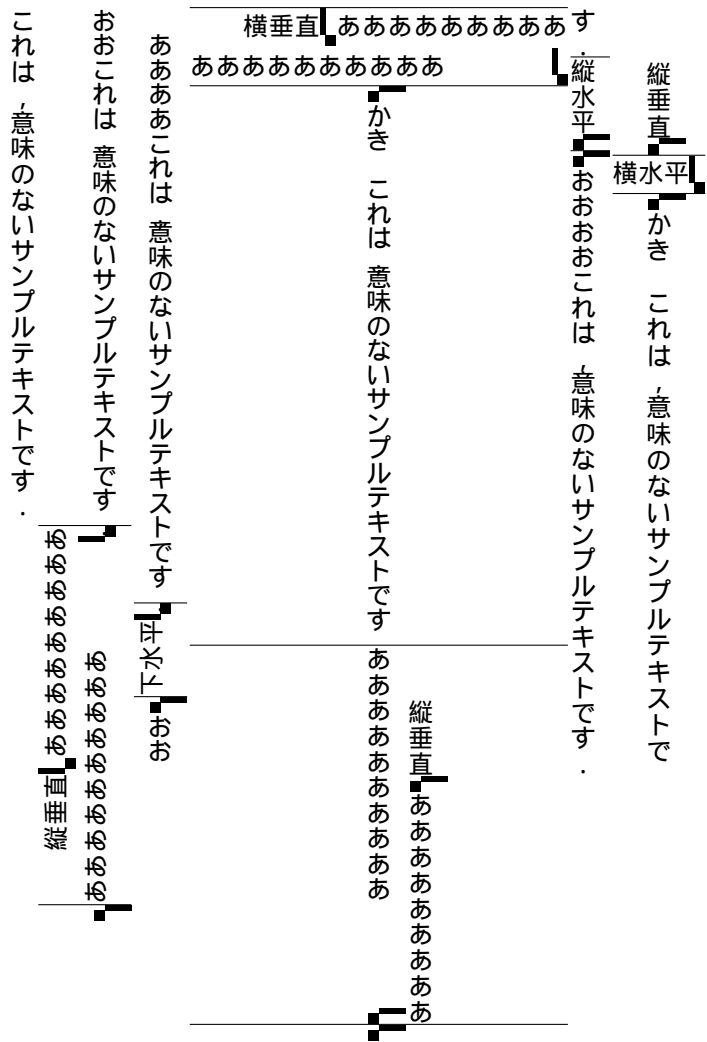 縦垂直
横水平
かき これは ,意味のないサンプルテキストで
す.
縦水平
おおおおこれは ,意味のないサンプルテキストです.
横垂直あああああああああ
ああああああああああ
かき これは 意味のないサンプルテキストです
縦垂直あああああああああ
ああああああああああ
ああああこれは 意味のないサンプルテキストです
下水平
おお
おおこれは 意味のないサンプルテキストです
縦垂直あああああああああ
ああああああああああ
これは ,意味のないサンプルテキストです.